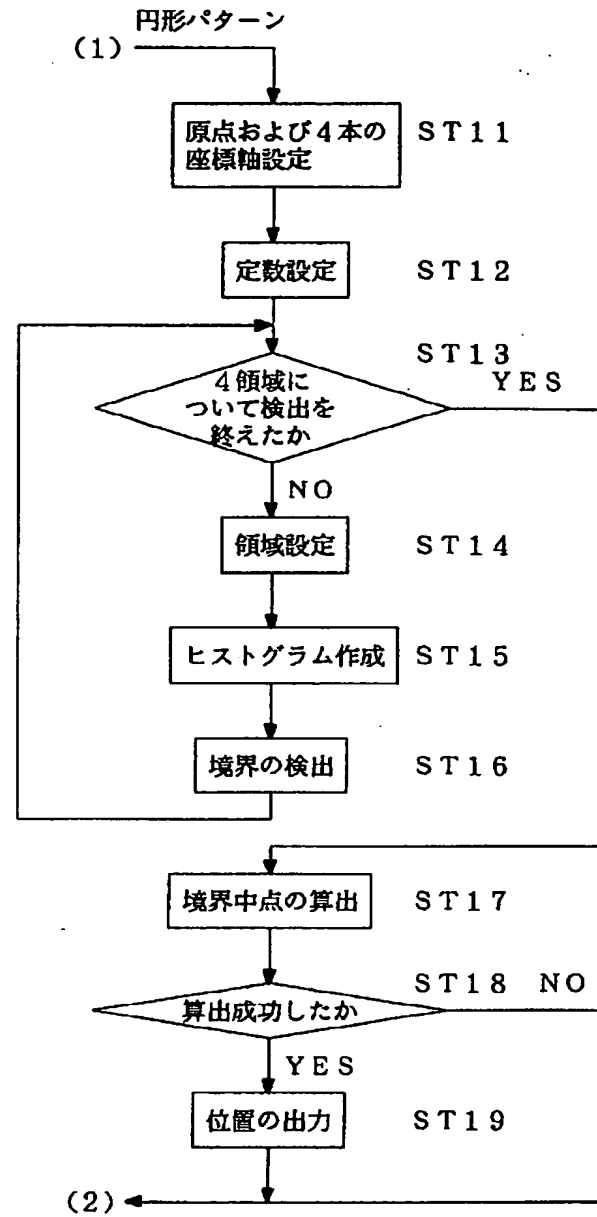 円形パターン
(1)
原点および4本の
座標軸設定
ST11
定数設定
ST12
ST13
4領域に
ついて検出を
終えたか
YES
NO
領域設定
ST14
ヒストグラム作成
ST15
境界の検出
ST16
境界中点の算出
ST17
ST18 NO
算出成功したか
YES
位置の出力
ST19
(2)